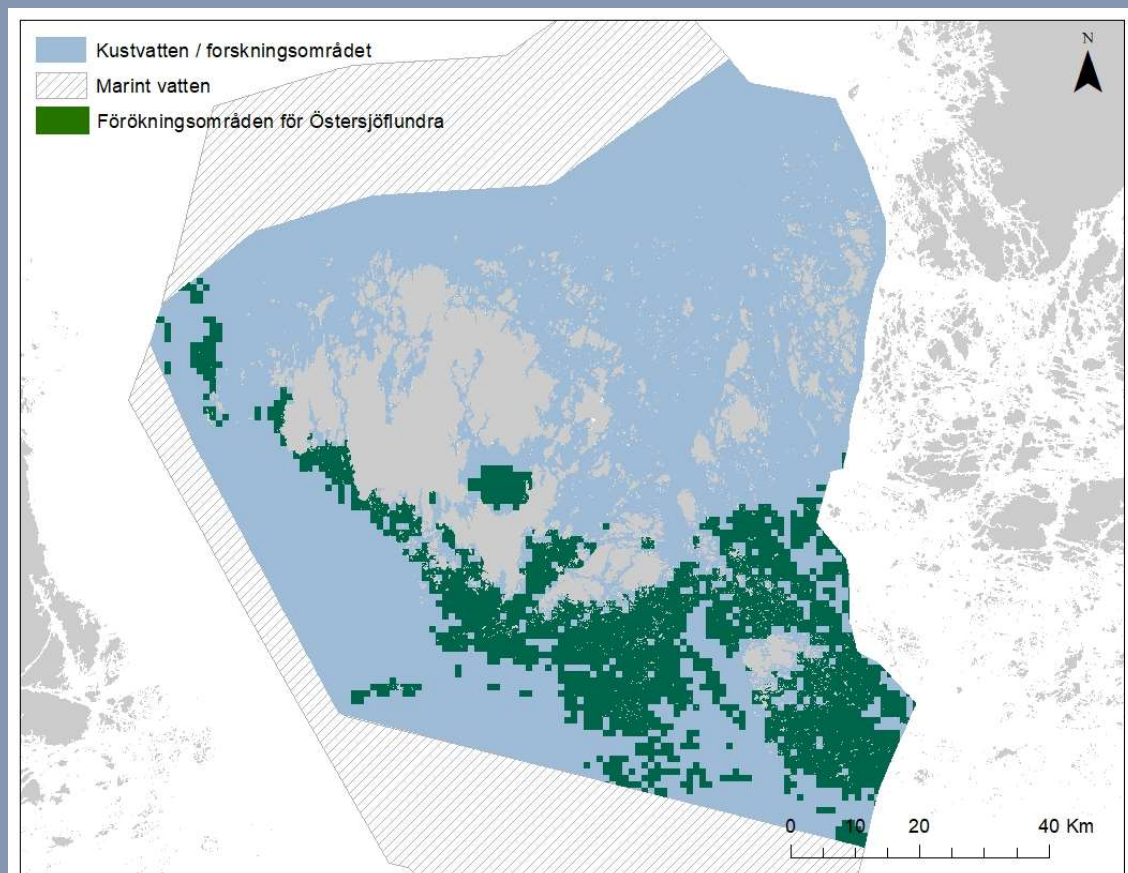 Kustvatten / forskningsområdet
Marint vatten
Förökningsområden för Östersjöflundra
N
0 10 20 40 Km